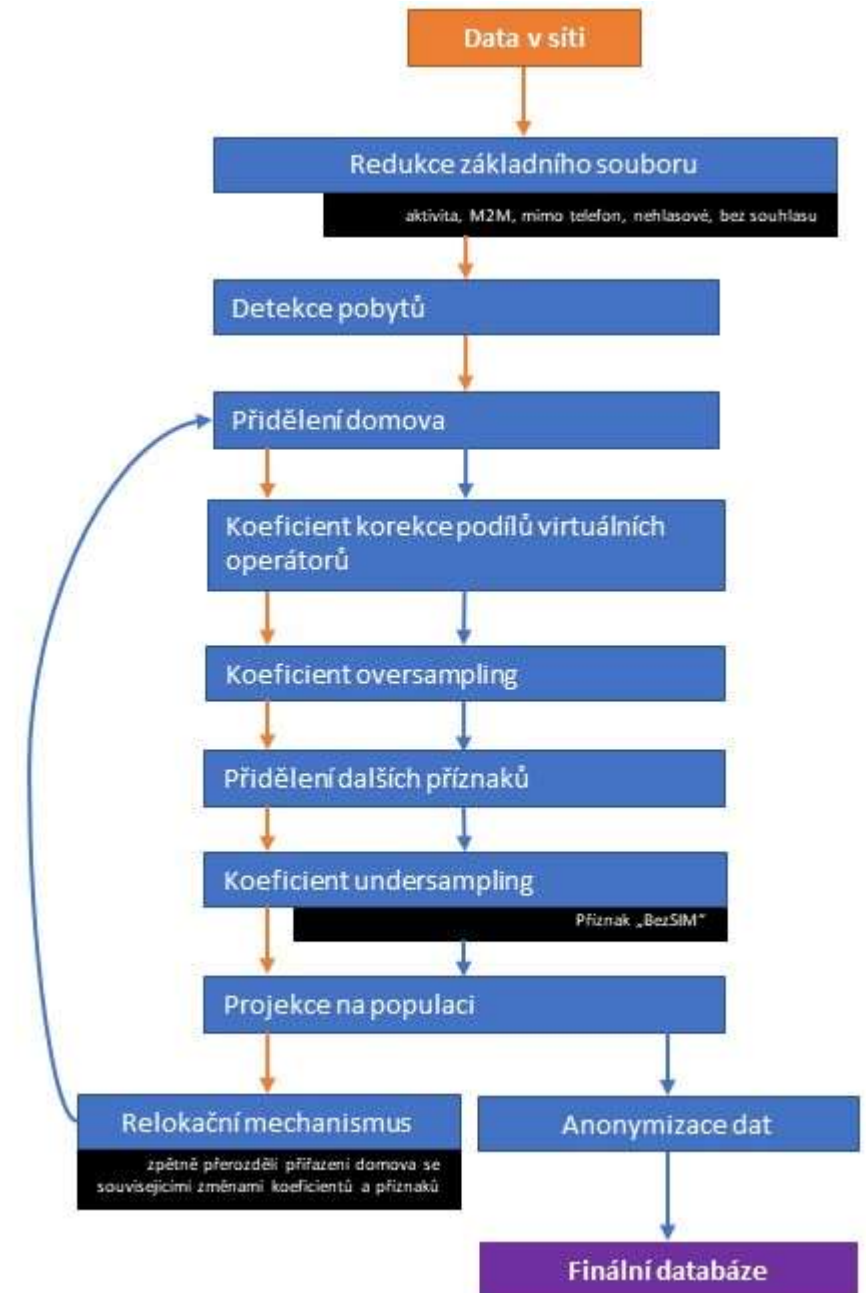 Data v síti
Redukce základního souboru
aktivita, M2M, mimo telefon, nehlasové, bez souhlasu
Detekce pobytů
Přidělení domova
Koeficient korekce podílů virtuálních
operátorů
Koeficient oversampling
Přidělení dalších příznaků
Koeficient undersampling
Příznak „BezSIM“
Projekce na populaci
Relokační mechanismus
zpětně přerozdělí přiřazení domova se
souvisejícími změnami koeficientů a příznaků
Anonymizace dat
Finální databáze